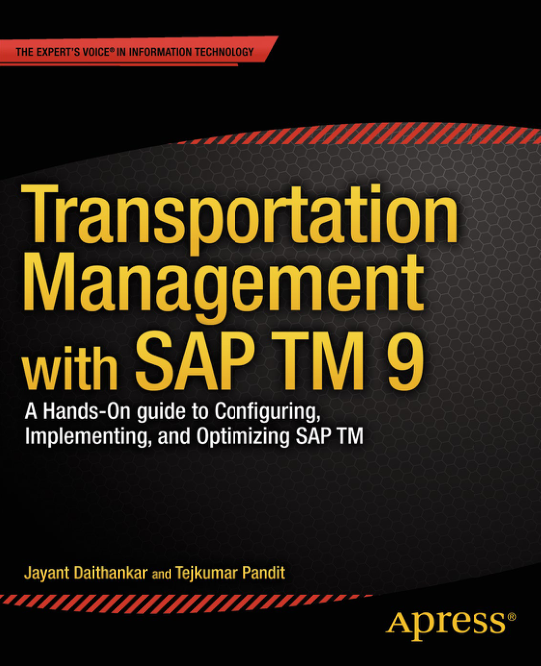 THE EXPERT'S VOICE® IN INFORMATION TECHNOLOGY
Transportation
Management
with SAP TM 9
A Hands-On guide to Configuring,
Implementing, and Optimizing SAP TM
Jayant Daithankar and Tejkumar Pandit
Apress®